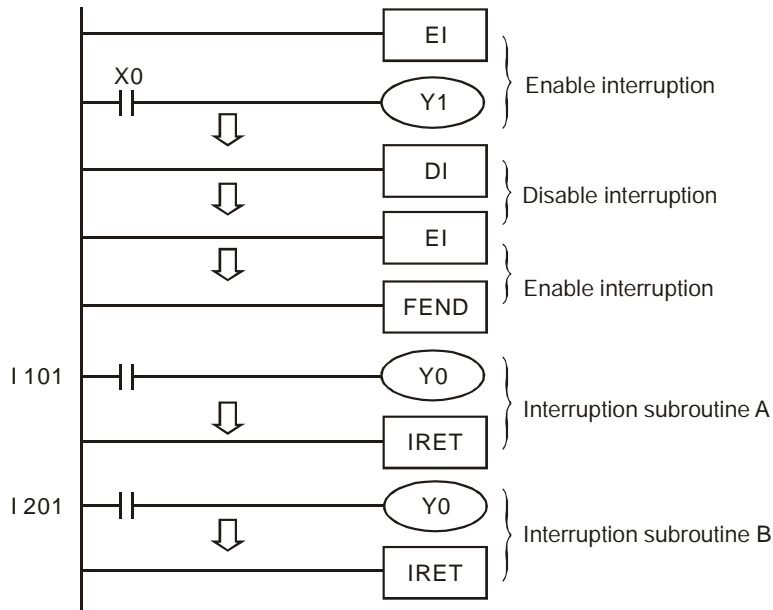 EI
Enable interruption
X0
Y1
DI
Disable interruption
EI
Enable interruption
FEND
I 101
Y0
Interruption subroutine A
IRET
I 201
Y0
Interruption subroutine B
IRET